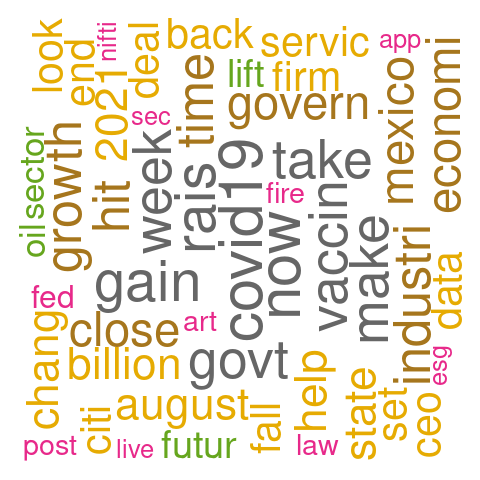 look
end
nifti
2021
deal
back
servic
app
lift
firm
time
govern
mexico
economi
sec
oil
sector
growth
hit
week
rais
covid19
take
fire
now
vaccin
make
industri
data
gain
fed
chang
close
art
billion
govt
esg
august
citi
fall
help
state
set
ceo
post
live
futur
law